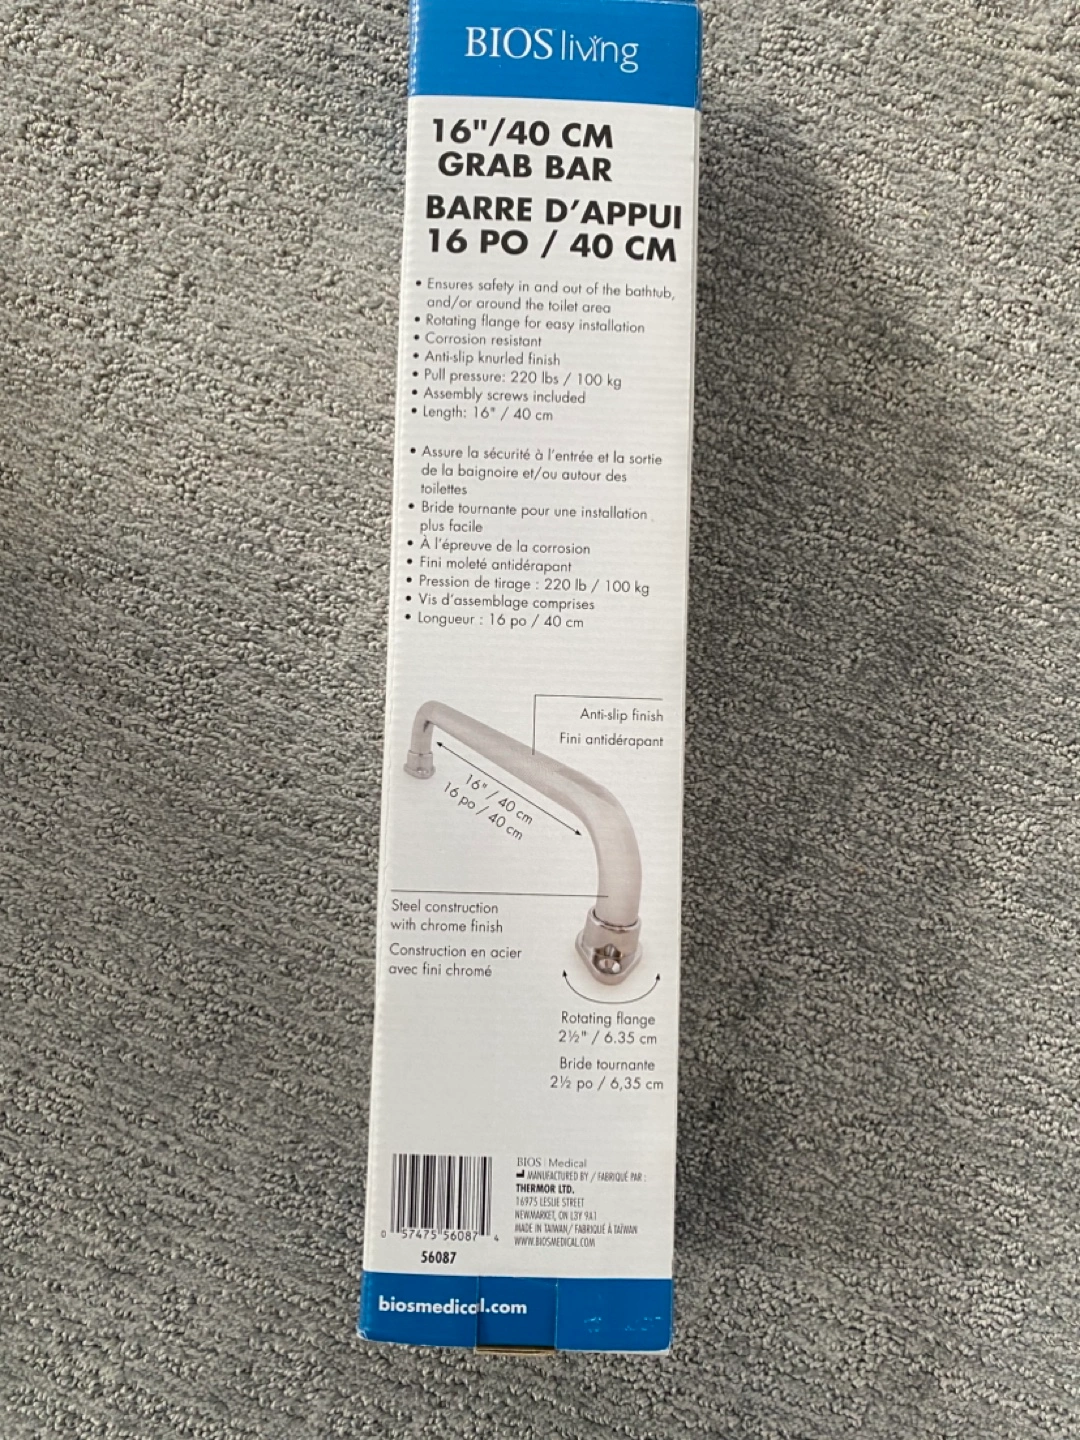 BIOS living
16"/40 CM
GRAB BAR
BARRE D'APPUI
16 PO / 40 CM
• Ensures safety in and out of the bathtub,
and/or around the toilet area
• Rotating flange for easy installation
• Corrosion resistant
• Anti-slip knurled finish
• Pull pressure: 220 lbs / 100 kg
• Assembly screws included
• Length: 16" / 40 cm
• Assure la sécurité à l'entrée et la sortie
de la baignoire et/ou autour des
toilettes
• Bride tournante pour une installation
plus facile
• À l'épreuve de la corrosion
• Fini moleté antidérapant
• Pression de tirage : 220 lb / 100 kg
• Vis d'assemblage comprises
• Longueur : 16 po / 40 cm
Anti-slip finish
Fini antidérapant
16" / 40 cm
16 po / 40 cm
Steel construction
with chrome finish
Construction en acier
avec fini chromé
Rotating flange
2½" / 6.35 cm
Bride tournante
2½ po / 6,35 cm
BIOS | Medical
MANUFACTURED BY / FABRIQUÉ PAR :
THERMOR LTD.
16975 LESLIE STREET
NEWMARKET, ON L3Y 9A1
MADE IN TAIWAN / FABRIQUÉ À TAÏWAN
WWW.BIOSMEDICAL.COM
0 57475 56087 4
56087
biosmedical.com